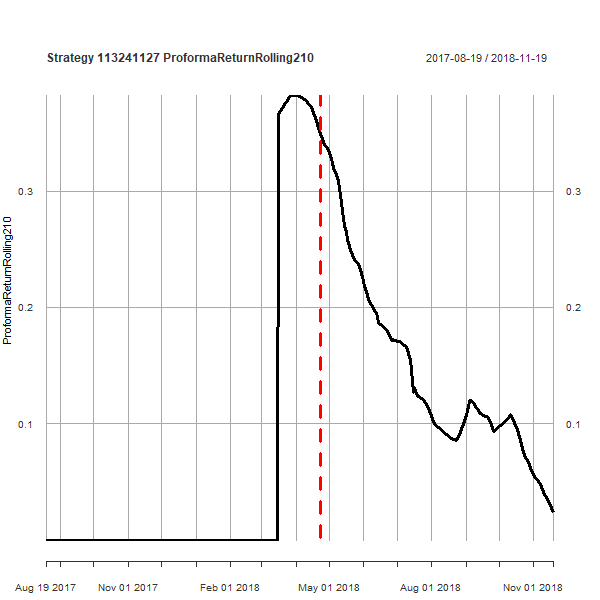 Strategy 113241127 ProformaReturnRolling210
2017-08-19 / 2018-11-19
ProformaReturnRolling210
0.3
0.3
0.2
0.2
0.1
0.1
Aug 19 2017
Nov 01 2017
Feb 01 2018
May 01 2018
Aug 01 2018
Nov 01 2018